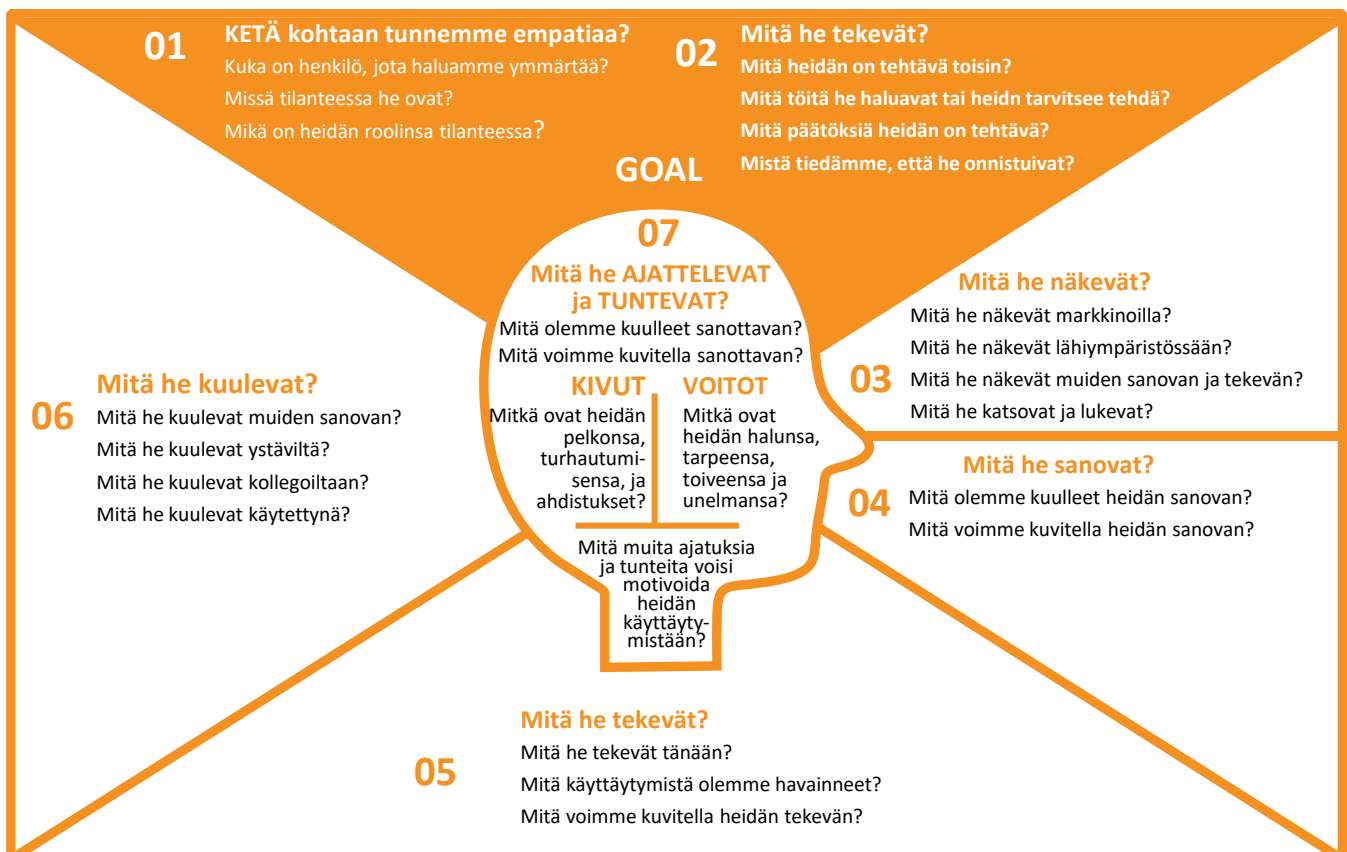 01
KETÄ kohtaan tunnemme empatiaa?
Kuka on henkilö, jota haluamme ymmärtää?
Missä tilanteessa he ovat?
Mikä on heidän roolinsa tilanteessa?
02
Mitä he tekevät?
Mitä heidän on tehtävä toisin?
Mitä töitä he haluavat tai heidn tarvitsee tehdä?
Mitä päätöksiä heidän on tehtävä?
Mistä tiedämme, että he onnistuivat?
GOAL
07
Mitä he AJATTELEVAT
ja TUNTEVAT?
Mitä olemme kuulleet sanottavan?
Mitä voimme kuvitella sanottavan?
KIVUT
Mitkä ovat heidän
pelkonsa,
turhautumi-
sensa, ja
ahdistukset?
VOITOT
Mitkä ovat
heidän halunsa,
tarpeensa,
toiveensa ja
unelmansa?
Mitä muita ajatuksia
ja tunteita voisi
motivoida
heidän
käyttäyty-
mistään?
03
Mitä he näkevät?
Mitä he näkevät markkinoilla?
Mitä he näkevät lähiympäristössään?
Mitä he näkevät muiden sanovan ja tekevän?
Mitä he katsovat ja lukevat?
04
Mitä he sanovat?
Mitä olemme kuulleet heidän sanovan?
Mitä voimme kuvitella heidän sanovan?
05
Mitä he tekevät?
Mitä he tekevät tänään?
Mitä käyttäytymistä olemme havainneet?
Mitä voimme kuvitella heidän tekevän?
06
Mitä he kuulevat?
Mitä he kuulevat muiden sanovan?
Mitä he kuulevat ystäviltä?
Mitä he kuulevat kollegoiltaan?
Mitä he kuulevat käytettynä?